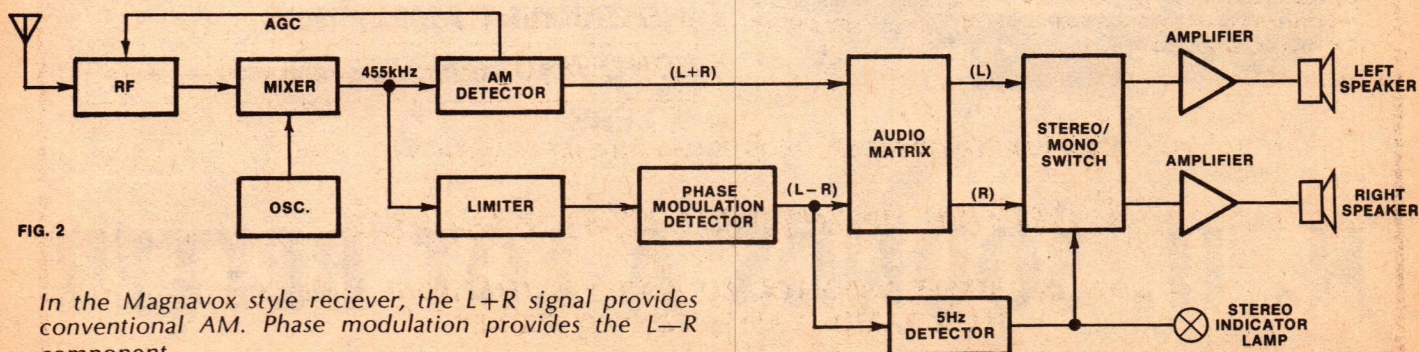 AGC
AMPLIFIER
RF
MIXER
455kHz
AM
DETECTOR
(L+R)
(L)
LEFT
SPEAKER
AUDIO
MATRIX
STEREO/
MONO
SWITCH
AMPLIFIER
OSC.
LIMITER
PHASE
MODULATION
DETECTOR
(L–R)
(R)
RIGHT
SPEAKER
FIG. 2
In the Magnavox style reciever, the L+R signal provides
conventional AM. Phase modulation provides the L—R
component
5Hz
DETECTOR
STEREO
INDICATOR
LAMP